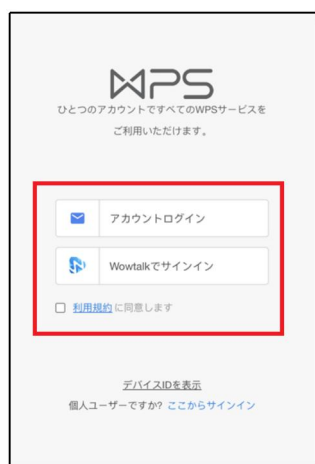 WPS
ひとつのアカウントですべてのWPSサービスを
ご利用いただけます。
アカウントログイン
Wowtalkでサインイン
利用規約 に同意します
デバイスIDを表示
個人ユーザーですか? ここからサインイン